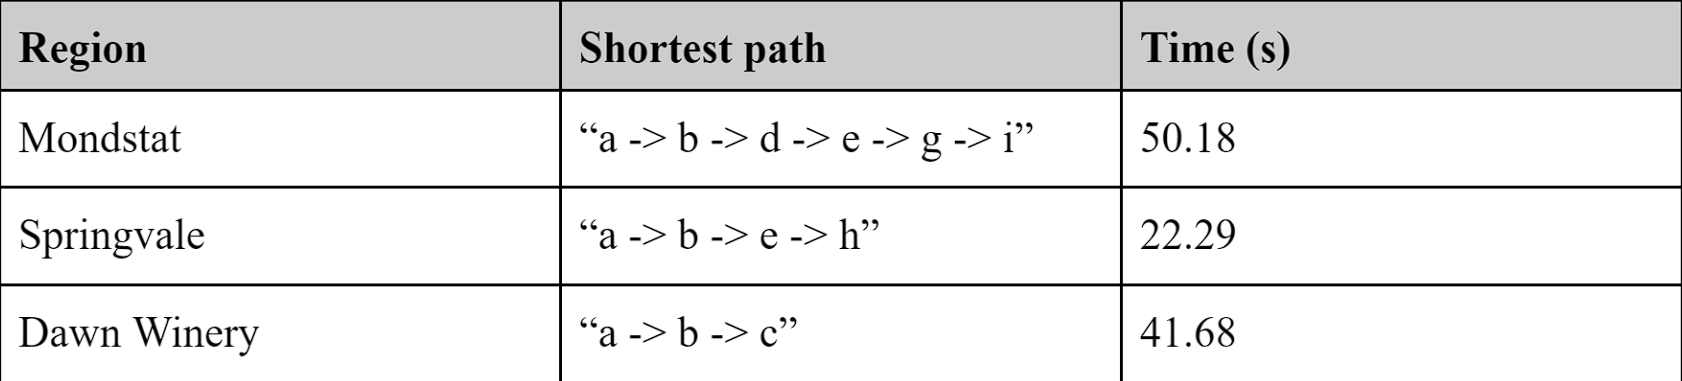 Region Shortest path Time (s)
Mondstat “a -> b -> d -> e -> g -> i” 50.18
Springvale “a -> b -> e -> h” 22.29
Dawn Winery “a -> b -> c” 41.68